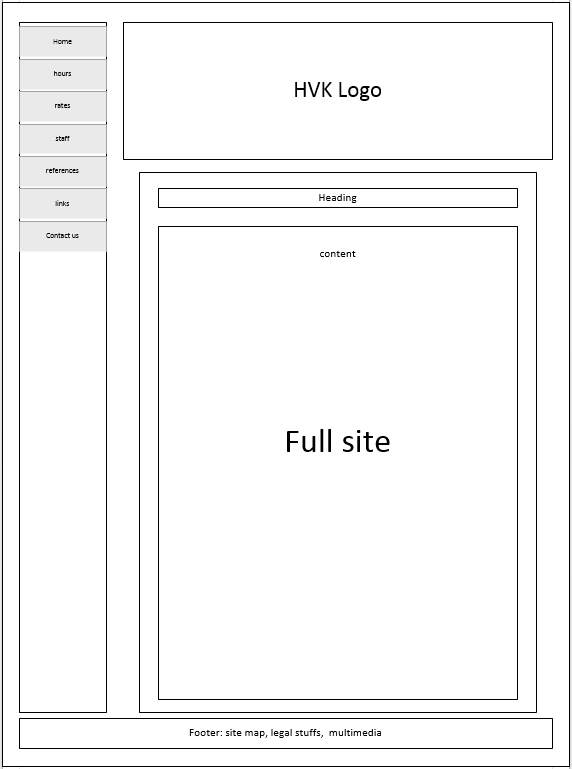 Home
hours
rates
staff
references
links
Contact us
HVK Logo
Heading
content
Full site
Footer: site map, legal stuffs,  multimedia